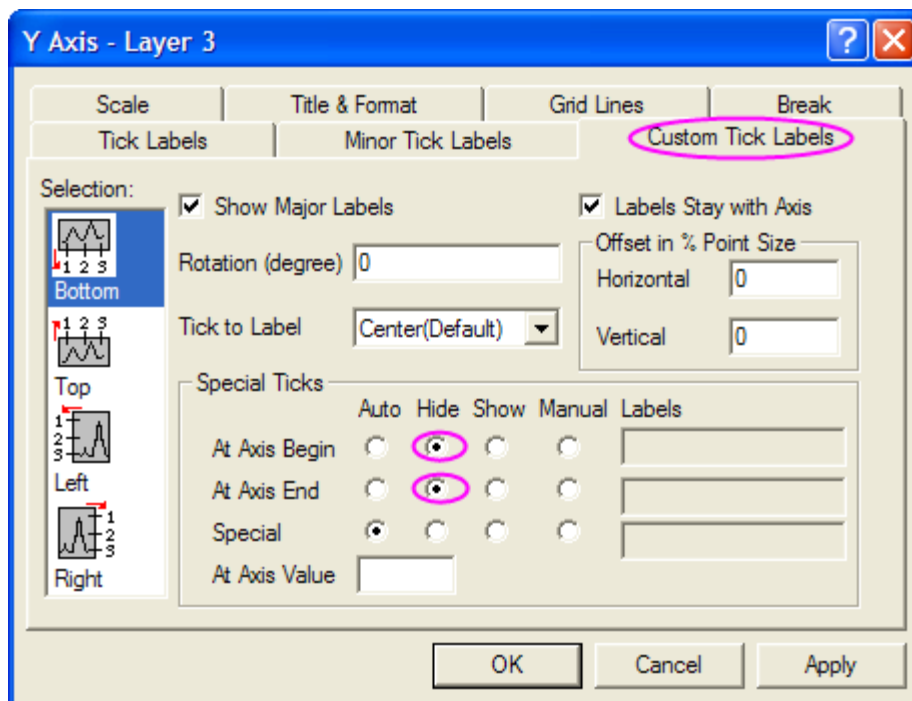 Y Axis - Layer 3
Scale Title & Format Grid Lines Break
Tick Labels Minor Tick Labels Custom Tick Labels
Selection:
1 2 3
Bottom
1 2 3
Top
1
2
3
Left
1
2
3
Right
Show Major Labels
Labels Stay with Axis
Rotation (degree) 0
Offset in % Point Size
Horizontal 0
Tick to Label Center(Default)
Vertical 0
Special Ticks
Auto Hide Show Manual Labels
At Axis Begin
At Axis End
Special
At Axis Value
OK Cancel Apply